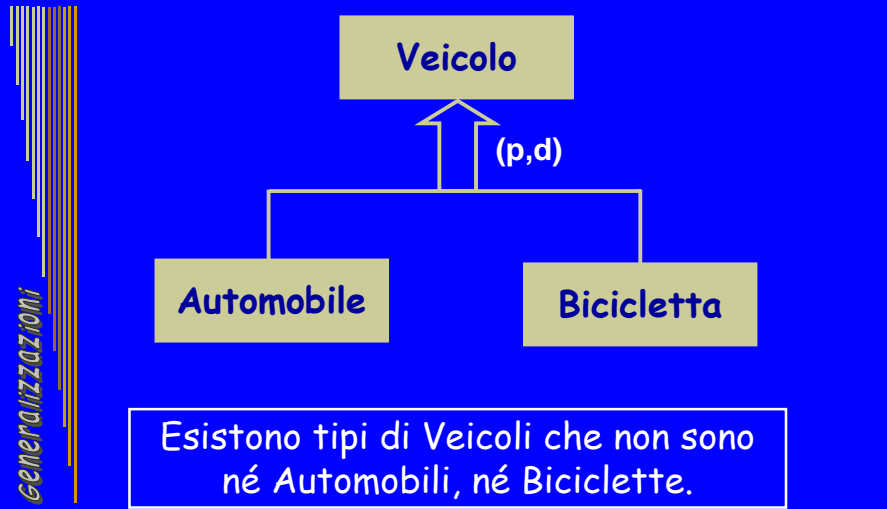 Veicolo
(p,d)
Automobile
Bicicletta
Generalizzazioni
Esistono tipi di Veicoli che non sono
né Automobili, né Biciclette.